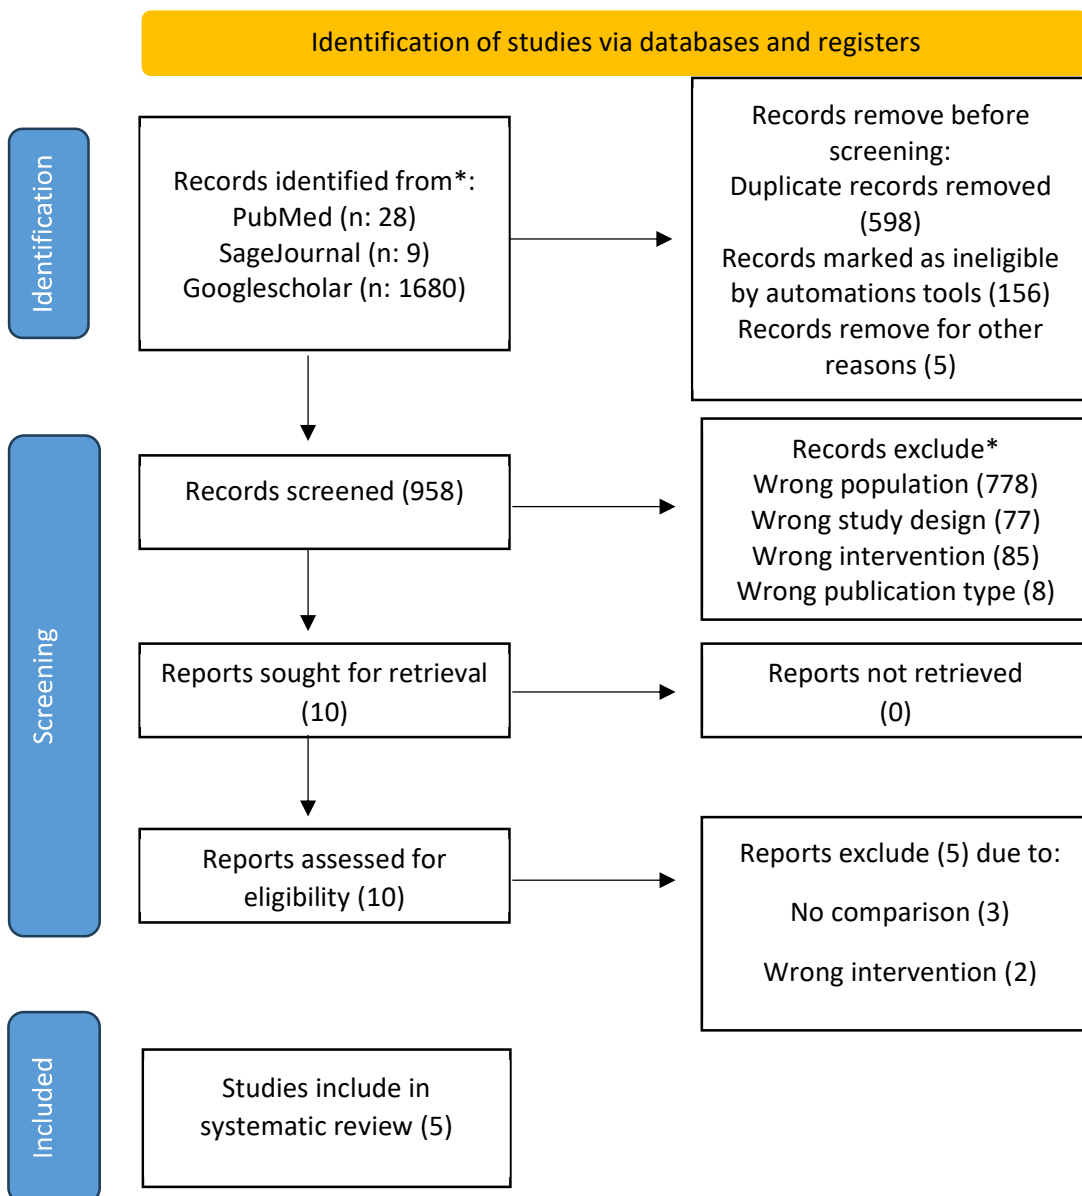 Identification of studies via databases and registers
Identification
Records identified from*:
PubMed (n: 28)
SageJournal (n: 9)
Googlescholar (n: 1680)
Records remove before
screening:
Duplicate records removed
(598)
Records marked as ineligible
by automations tools (156)
Records remove for other
reasons (5)
Screening
Records screened (958)
Records exclude*
Wrong population (778)
Wrong study design (77)
Wrong intervention (85)
Wrong publication type (8)
Reports sought for retrieval
(10)
Reports not retrieved
(0)
Reports assessed for
eligibility (10)
Reports exclude (5) due to:
No comparison (3)
Wrong intervention (2)
Included
Studies include in
systematic review (5)